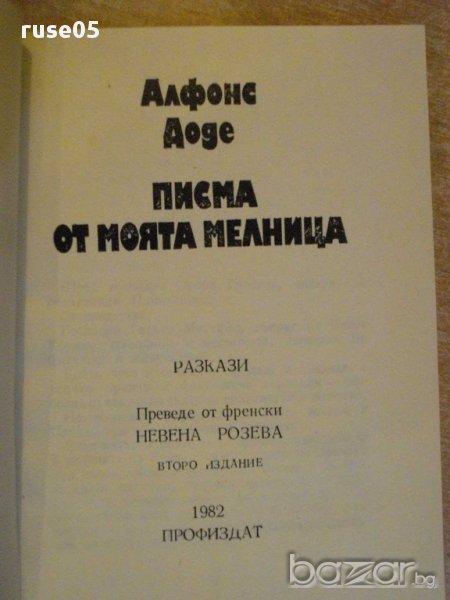 ruse05
Алфонс
Доде
ПИСМА
ОТ МОЯТА МЕЛНИЦА
РАЗКАЗИ
Преведе от френски
НЕВЕНА РОЗЕВА
ВТОРО ИЗДАНИЕ
1982
ПРОФИЗДАТ
bazar.bg